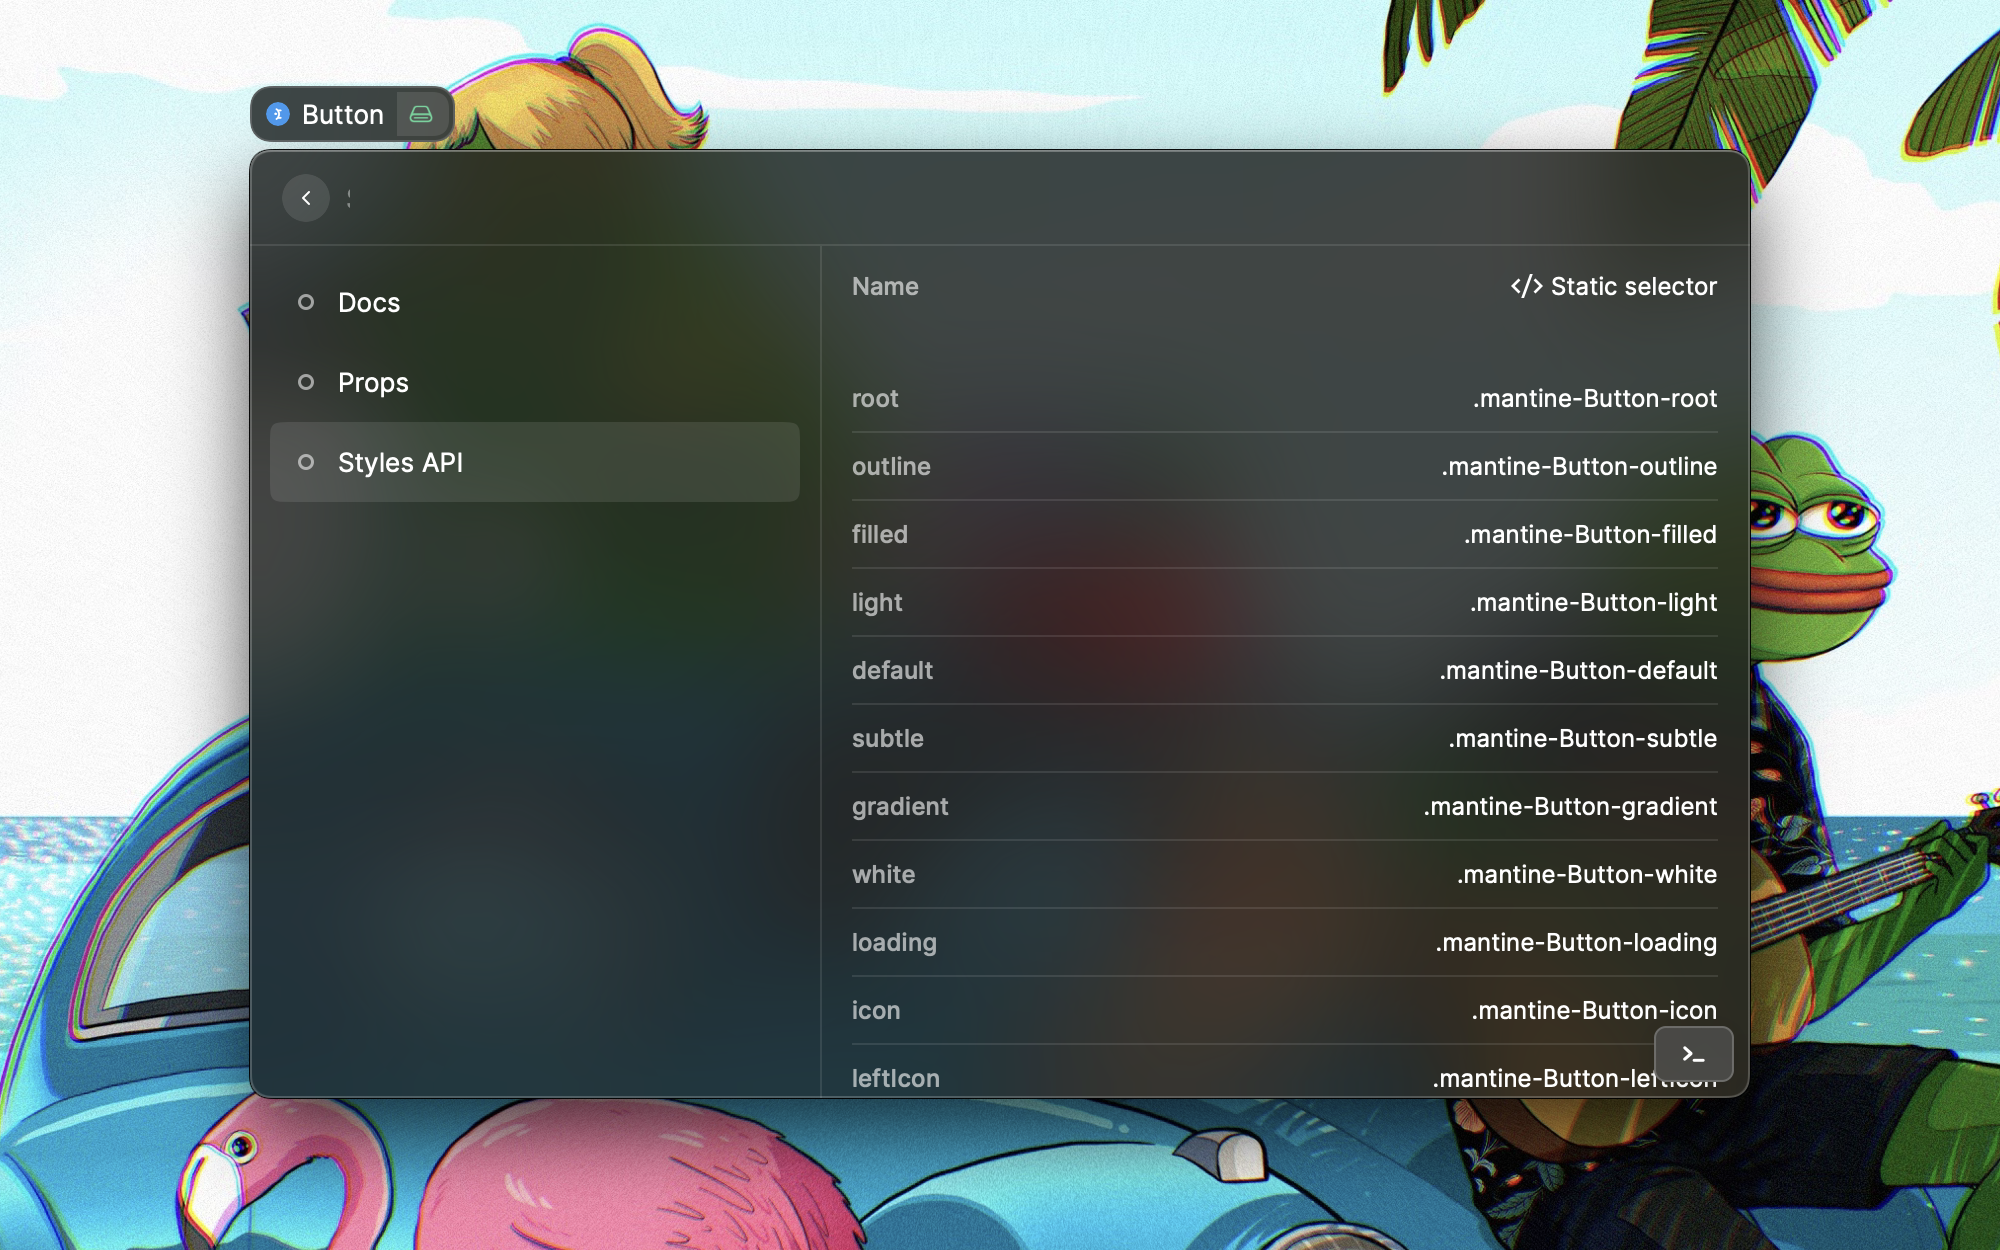 Button
Docs
Props
Styles API
Name </> Static selector
root .mantine-Button-root
outline .mantine-Button-outline
filled .mantine-Button-filled
light .mantine-Button-light
default .mantine-Button-default
subtle .mantine-Button-subtle
gradient .mantine-Button-gradient
white .mantine-Button-white
loading .mantine-Button-loading
icon .mantine-Button-icon
leftIcon .mantine-Button-leftIcon